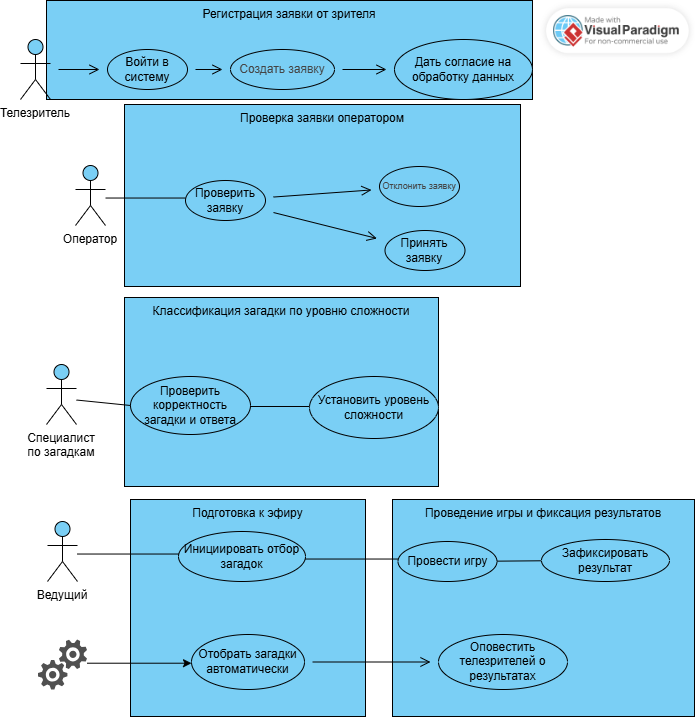 Регистрация заявки от зрителя
Made with
VisualParadigm
For non-commercial use
Телезритель
Войти в
систему
Создать заявку
Дать согласие на
обработку данных
Проверка заявки оператором
Оператор
Проверить
заявку
Отклонить заявку
Принять
заявку
Классификация загадки по уровню сложности
Специалист
по загадкам
Проверить
корректность
загадки и ответа
Установить уровень
сложности
Подготовка к эфиру
Проведение игры и фиксация результатов
Ведущий
Инициировать отбор
загадок
Провести игру
Зафиксировать
результат
Отобрать загадки
автоматически
Оповестить
телезрителей о
результатах